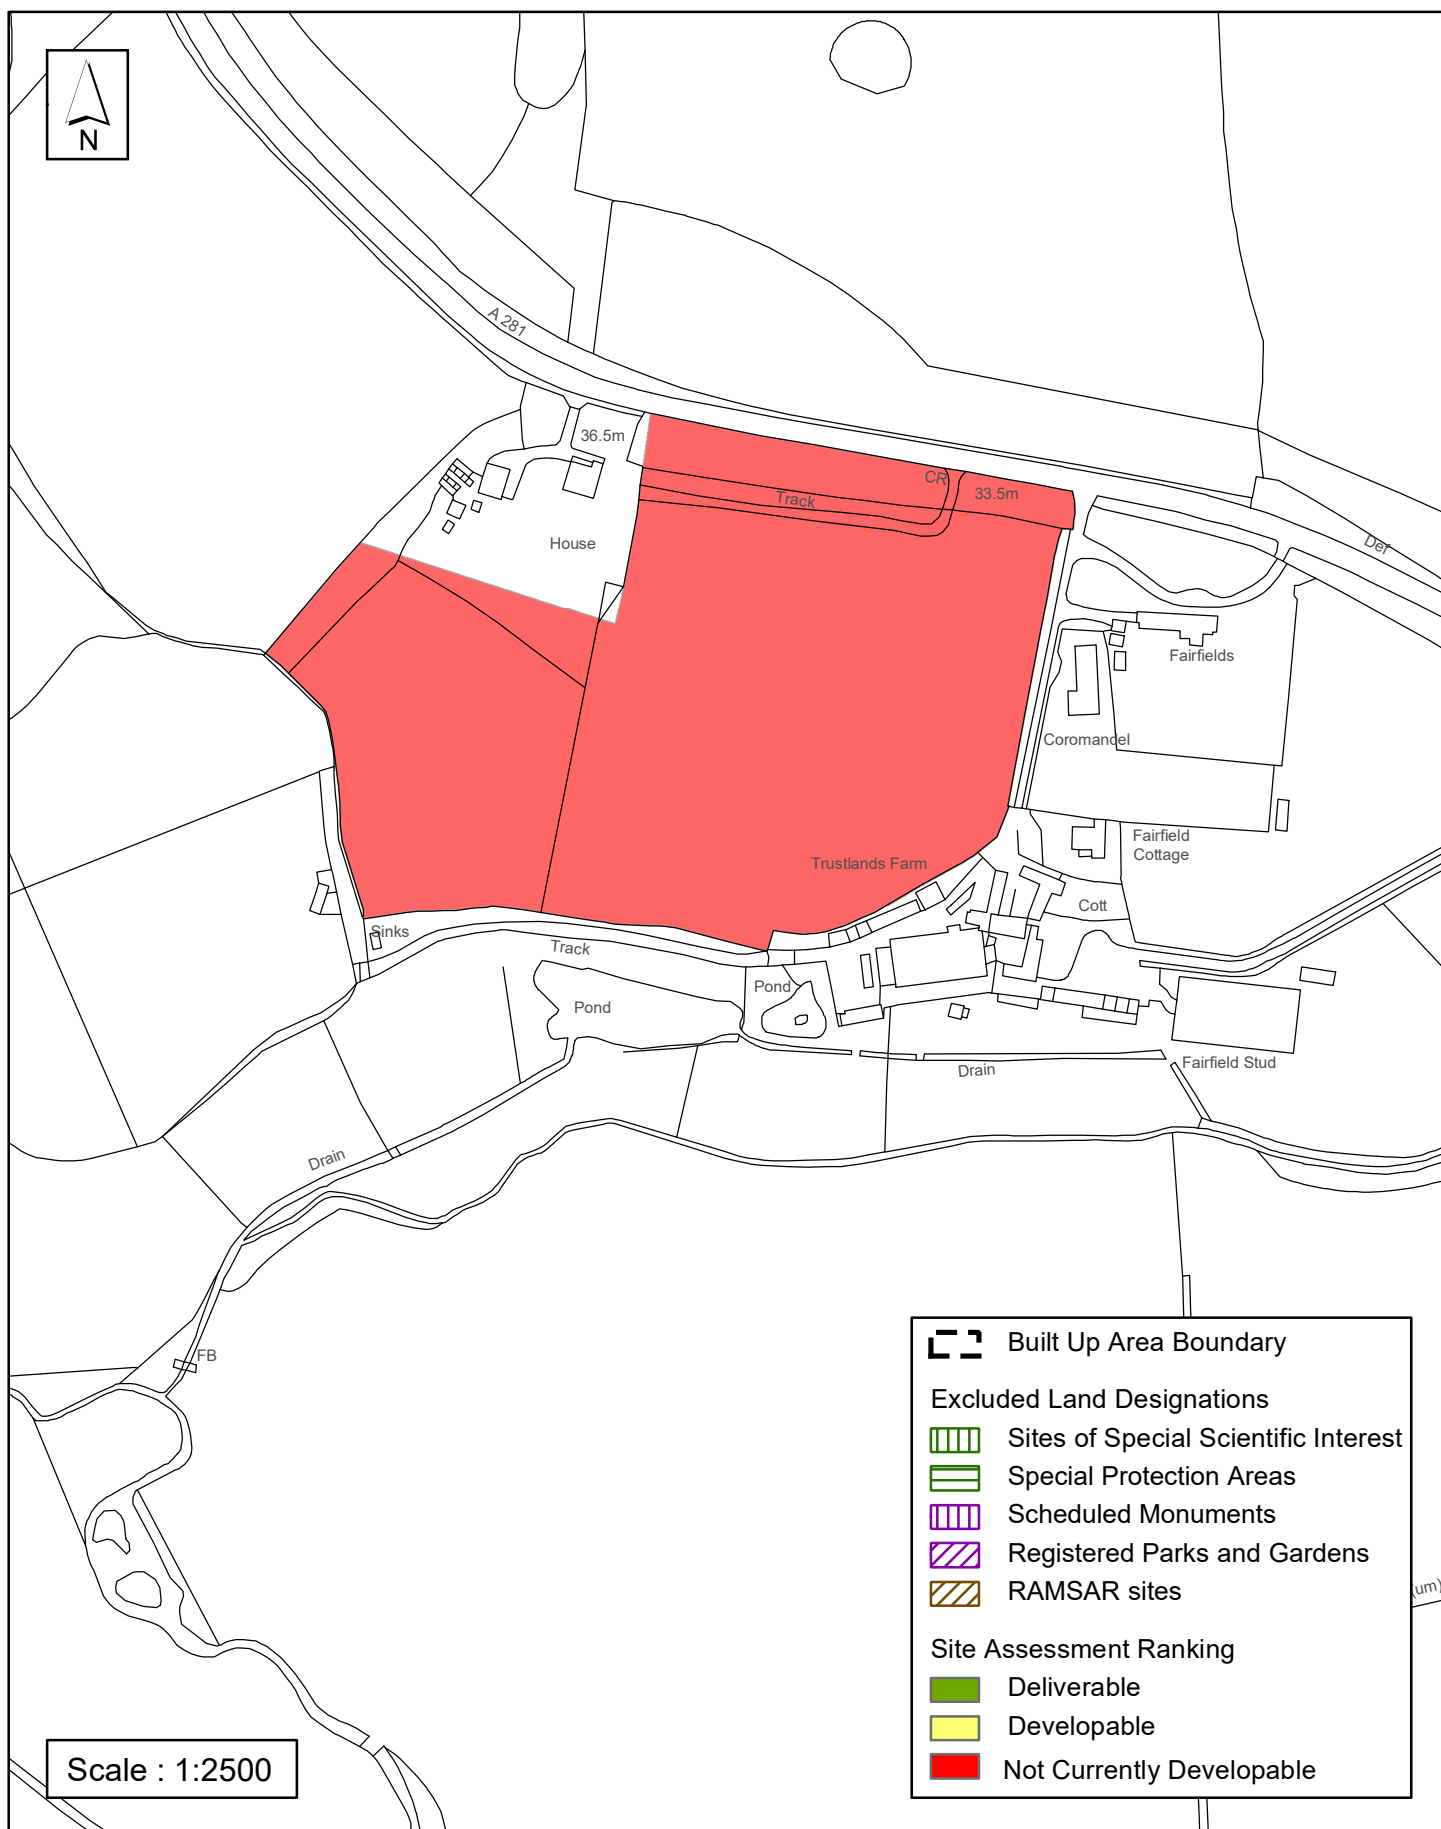 N
A 281
36.5m
CR
33.5m
Track
House
Def
Fairfields
Coromandel
Fairfield
Cottage
Trustlands Farm
Cott
Sinks
Track
Pond
Pond
Drain
Fairfield Stud
Drain
FB
(um)
Built Up Area Boundary
Excluded Land Designations
Sites of Special Scientific Interest
Special Protection Areas
Scheduled Monuments
Registered Parks and Gardens
RAMSAR sites
Site Assessment Ranking
Deliverable
Developable
Not Currently Developable
Scale : 1:2500